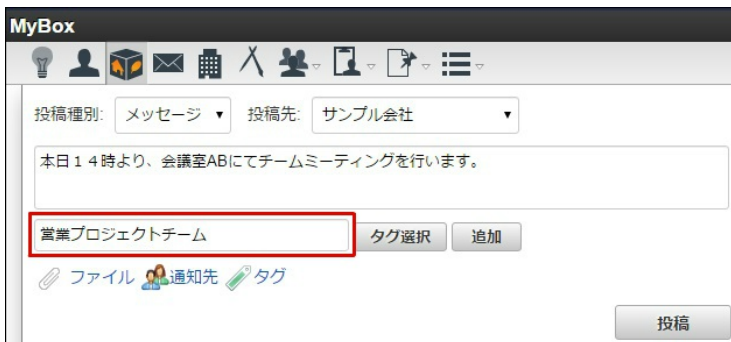 MyBox
投稿種別: メッセージ ▼ 投稿先: サンプル会社 ▼
本日１４時より、会議室ABにてチームミーティングを行います。
営業プロジェクトチーム タグ選択 追加
ファイル 通知先 タグ
投稿